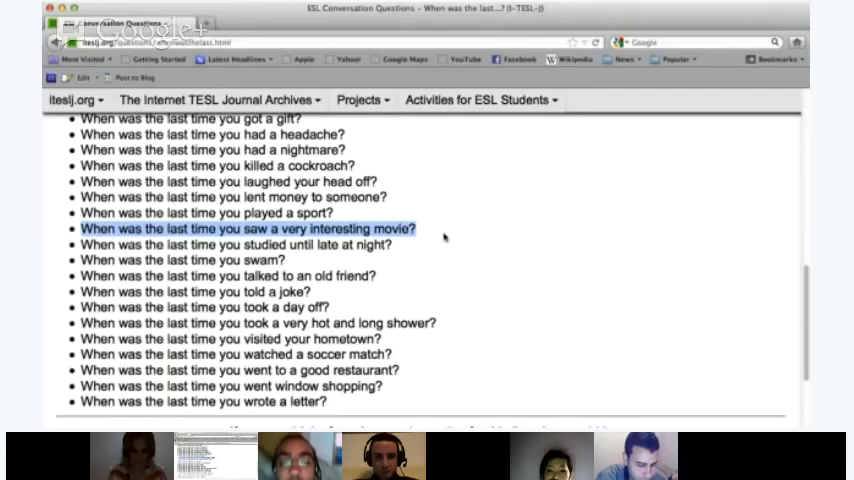 ESL Conversation Questions – When was the last...? (I-TESL-J)
ESL Conversation Questions –
Google+
iteslj.org/questions/
Google
Most Visited
Getting Started
Latest Headlines
Apple
Yahoo!
Google Maps
YouTube
Facebook
Wikipedia
News
Popular
Bookmarks
Edit
Post to Blog
iteslj.org
The Internet TESL Journal Archives
Projects
Activities for ESL Students
When was the last time you got a gift?
When was the last time you had a headache?
When was the last time you had a nightmare?
When was the last time you killed a cockroach?
When was the last time you laughed your head off?
When was the last time you lent money to someone?
When was the last time you played a sport?
When was the last time you saw a very interesting movie?
When was the last time you studied until late at night?
When was the last time you swam?
When was the last time you talked to an old friend?
When was the last time you told a joke?
When was the last time you took a day off?
When was the last time you took a very hot and long shower?
When was the last time you visited your hometown?
When was the last time you watched a soccer match?
When was the last time you went to a good restaurant?
When was the last time you went window shopping?
When was the last time you wrote a letter?